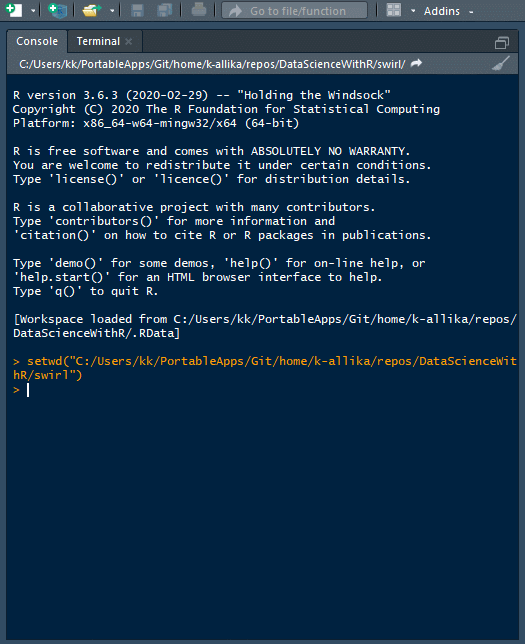 Go to file/function
Addins
Console
Terminal
C:/Users/kk/PortableApps/Git/home/k-allika/repos/DataScienceWithR/swirl/
R version 3.6.3 (2020-02-29) -- "Holding the Windsock"
Copyright (C) 2020 The R Foundation for Statistical Computing
Platform: x86_64-w64-mingw32/x64 (64-bit)
R is free software and comes with ABSOLUTELY NO WARRANTY.
You are welcome to redistribute it under certain conditions.
Type 'license()' or 'licence()' for distribution details.
R is a collaborative project with many contributors.
Type 'contributors()' for more information and
'citation()' on how to cite R or R packages in publications.
Type 'demo()' for some demos, 'help()' for on-line help, or
'help.start()' for an HTML browser interface to help.
Type 'q()' to quit R.
[Workspace loaded from C:/Users/kk/PortableApps/Git/home/k-allika/repos/
DataScienceWithR/.RData]
> setwd("C:/Users/kk/PortableApps/Git/home/k-allika/repos/DataScienceWit
hR/swirl")
>